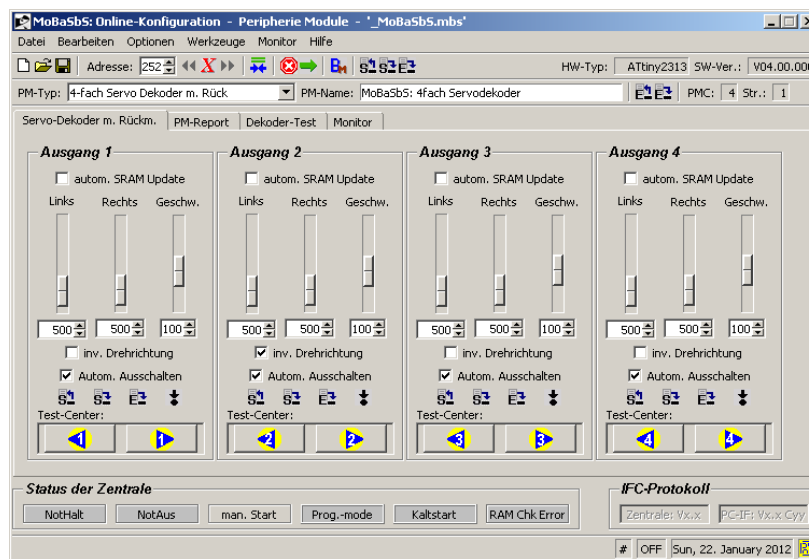 MoBaSbS: Online-Konfiguration - Peripherie Module - '_MoBaSbS.mbs'
Datei Bearbeiten Optionen Werkzeuge Monitor Hilfe
Adresse: 252 X B HW-Typ: ATtiny2313 SW-Ver.: V04.00.00
PM-Typ: 4-fach Servo Dekoder m. Rück PM-Name: MoBaSbS: 4fach Servodekoder PMC: 4 Str.: 1
Servo-Dekoder m. Rückm. PM-Report Dekoder-Test Monitor
Ausgang 1 Ausgang 2 Ausgang 3 Ausgang 4
autom. SRAM Update autom. SRAM Update autom. SRAM Update autom. SRAM Update
Links Rechts Geschw. Links Rechts Geschw. Links Rechts Geschw. Links Rechts Geschw.
500 500 100 500 500 100 500 500 100 500 500 100
inv. Drehrichtung inv. Drehrichtung inv. Drehrichtung inv. Drehrichtung
Autom. Ausschalten Autom. Ausschalten Autom. Ausschalten Autom. Ausschalten
S S E S S E S S E S S E
Test-Center: Test-Center: Test-Center: Test-Center:
1 1 2 2 3 3 4 4
Status der Zentrale IFC-Protokoll
NotHalt NotAus man. Start Prog.-mode Kaltstart RAM Chk Error Zentrale: Vx.x PC-IF: Vx.x Cyy
# OFF Sun, 22. January 2012